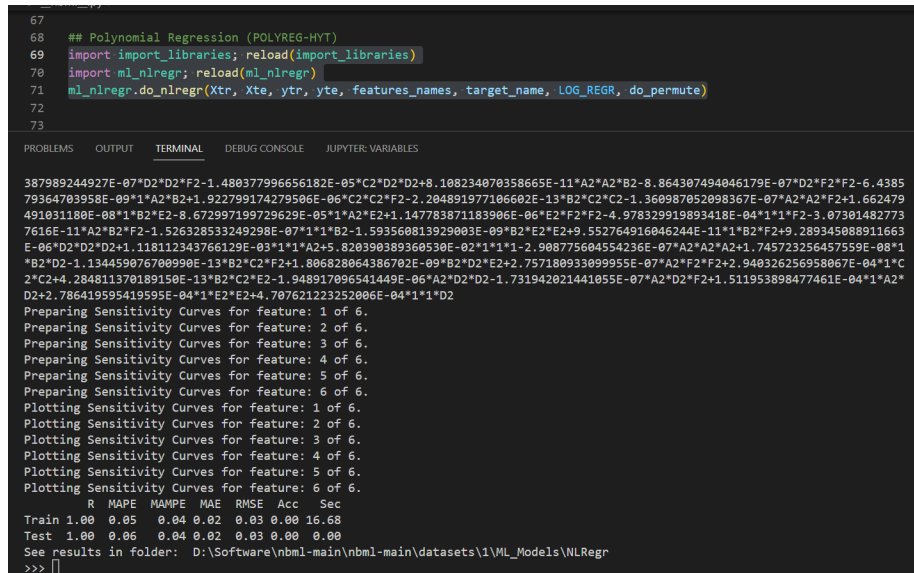 67
68 ## Polynomial Regression (POLYREG-HYT)
69 import import_libraries; reload(import_libraries)
70 import ml_nlregr; reload(ml_nlregr)
71 ml_nlregr.do_nlregr(Xtr, Xte, ytr, yte, features_names, target_name, LOG_REGR, do_permute)
72
73
PROBLEMS OUTPUT TERMINAL DEBUG CONSOLE JUPYTER: VARIABLES
387989244927E-07*D2*D2*F2-1.480377996656182E-05*C2*D2*D2+8.108234070358665E-11*A2*A2*B2-8.864307494046179E-07*D2*F2*F2-6.4385
79364703958E-09*1*A2*B2+1.922799174279506E-06*C2*C2*F2-2.204891977106602E-13*B2*C2*C2-1.360987052098367E-07*A2*A2*F2+1.662479
491031180E-08*1*B2*E2-8.672997199729629E-05*1*A2*E2+1.147783871183906E-06*E2*F2*F2-4.978329919893418E-04*1*1*F2-3.07301482773
7616E-11*A2*B2*F2-1.526328533249298E-07*1*1*B2-1.593560813929003E-09*B2*E2*E2+9.552764916046244E-11*1*B2*F2+9.289345088911663
E-06*D2*D2*D2+1.118112343766129E-03*1*1*A2+5.820390389360530E-02*1*1*1-2.908775604554236E-07*A2*A2*A2+1.745723256457559E-08*1
*B2*D2-1.134459076700990E-13*B2*C2*F2+1.806828064386702E-09*B2*D2*E2+2.757180933099955E-07*A2*F2*F2+2.940326256958067E-04*1*C
2*C2+4.284811370189150E-13*B2*C2*E2-1.948917096541449E-06*A2*D2*D2-1.731942021441055E-07*A2*D2*F2+1.511953898477461E-04*1*A2*
D2+2.786419595419595E-04*1*E2*E2+4.707621223252006E-04*1*1*D2
Preparing Sensitivity Curves for feature: 1 of 6.
Preparing Sensitivity Curves for feature: 2 of 6.
Preparing Sensitivity Curves for feature: 3 of 6.
Preparing Sensitivity Curves for feature: 4 of 6.
Preparing Sensitivity Curves for feature: 5 of 6.
Preparing Sensitivity Curves for feature: 6 of 6.
Plotting Sensitivity Curves for feature: 1 of 6.
Plotting Sensitivity Curves for feature: 2 of 6.
Plotting Sensitivity Curves for feature: 3 of 6.
Plotting Sensitivity Curves for feature: 4 of 6.
Plotting Sensitivity Curves for feature: 5 of 6.
Plotting Sensitivity Curves for feature: 6 of 6.
R MAPE MAMPE MAE RMSE Acc Sec
Train 1.00 0.05 0.04 0.02 0.03 0.00 16.68
Test 1.00 0.06 0.04 0.02 0.03 0.00 0.00
See results in folder: D:\Software\nbml-main\nbml-main\datasets\1\ML_Models\NLRegr
>>>